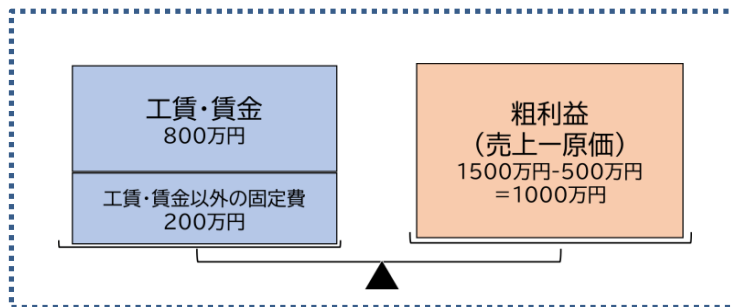 工賃・賃金
800万円
工賃・賃金以外の固定費
200万円
粗利益
(売上ー原価)
1500万円-500万円
=1000万円